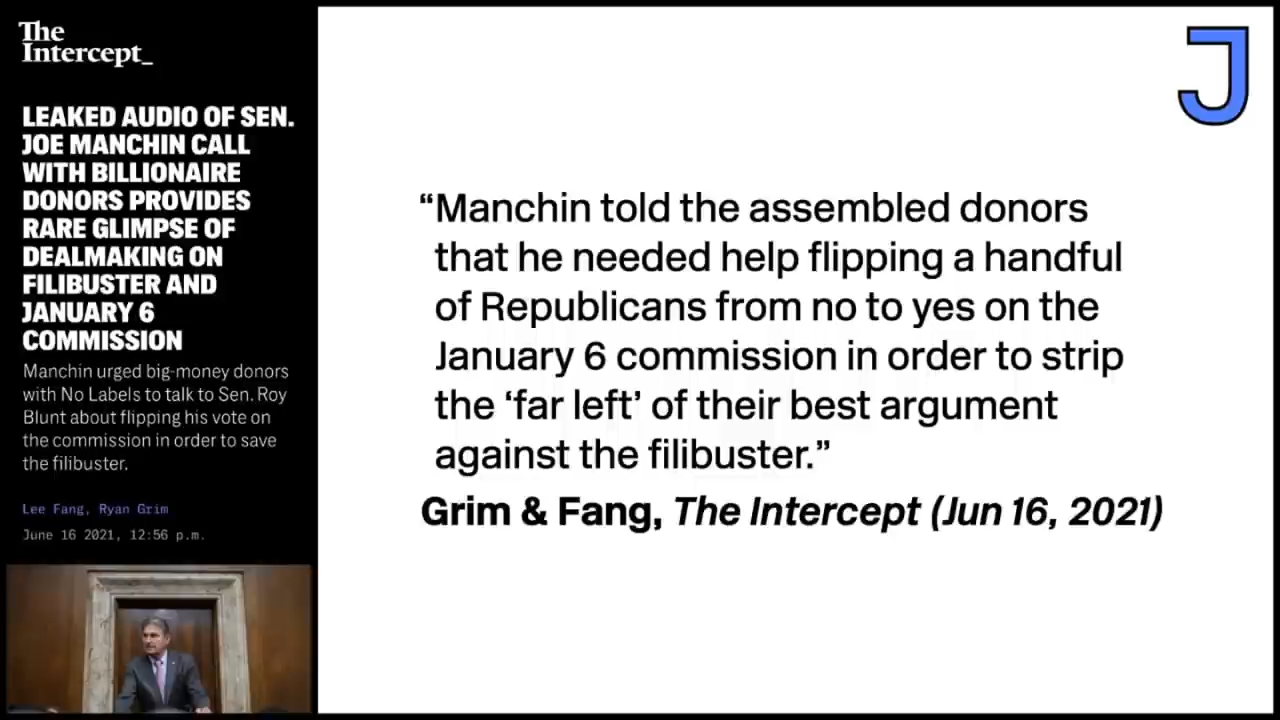 The
Intercept_
LEAKED AUDIO OF SEN.
JOE MANCHIN CALL
WITH BILLIONAIRE
DONORS PROVIDES
RARE GLIMPSE OF
DEALMAKING ON
FILIBUSTER AND
JANUARY 6
COMMISSION
Manchin urged big-money donors
with No Labels to talk to Sen. Roy
Blunt about flipping his vote on
the commission in order to save
the filibuster.
Lee Fang, Ryan Grim
June 16 2021, 12:56 p.m.
J
“Manchin told the assembled donors
that he needed help flipping a handful
of Republicans from no to yes on the
January 6 commission in order to strip
the ‘far left’ of their best argument
against the filibuster.”
Grim & Fang, The Intercept (Jun 16, 2021)